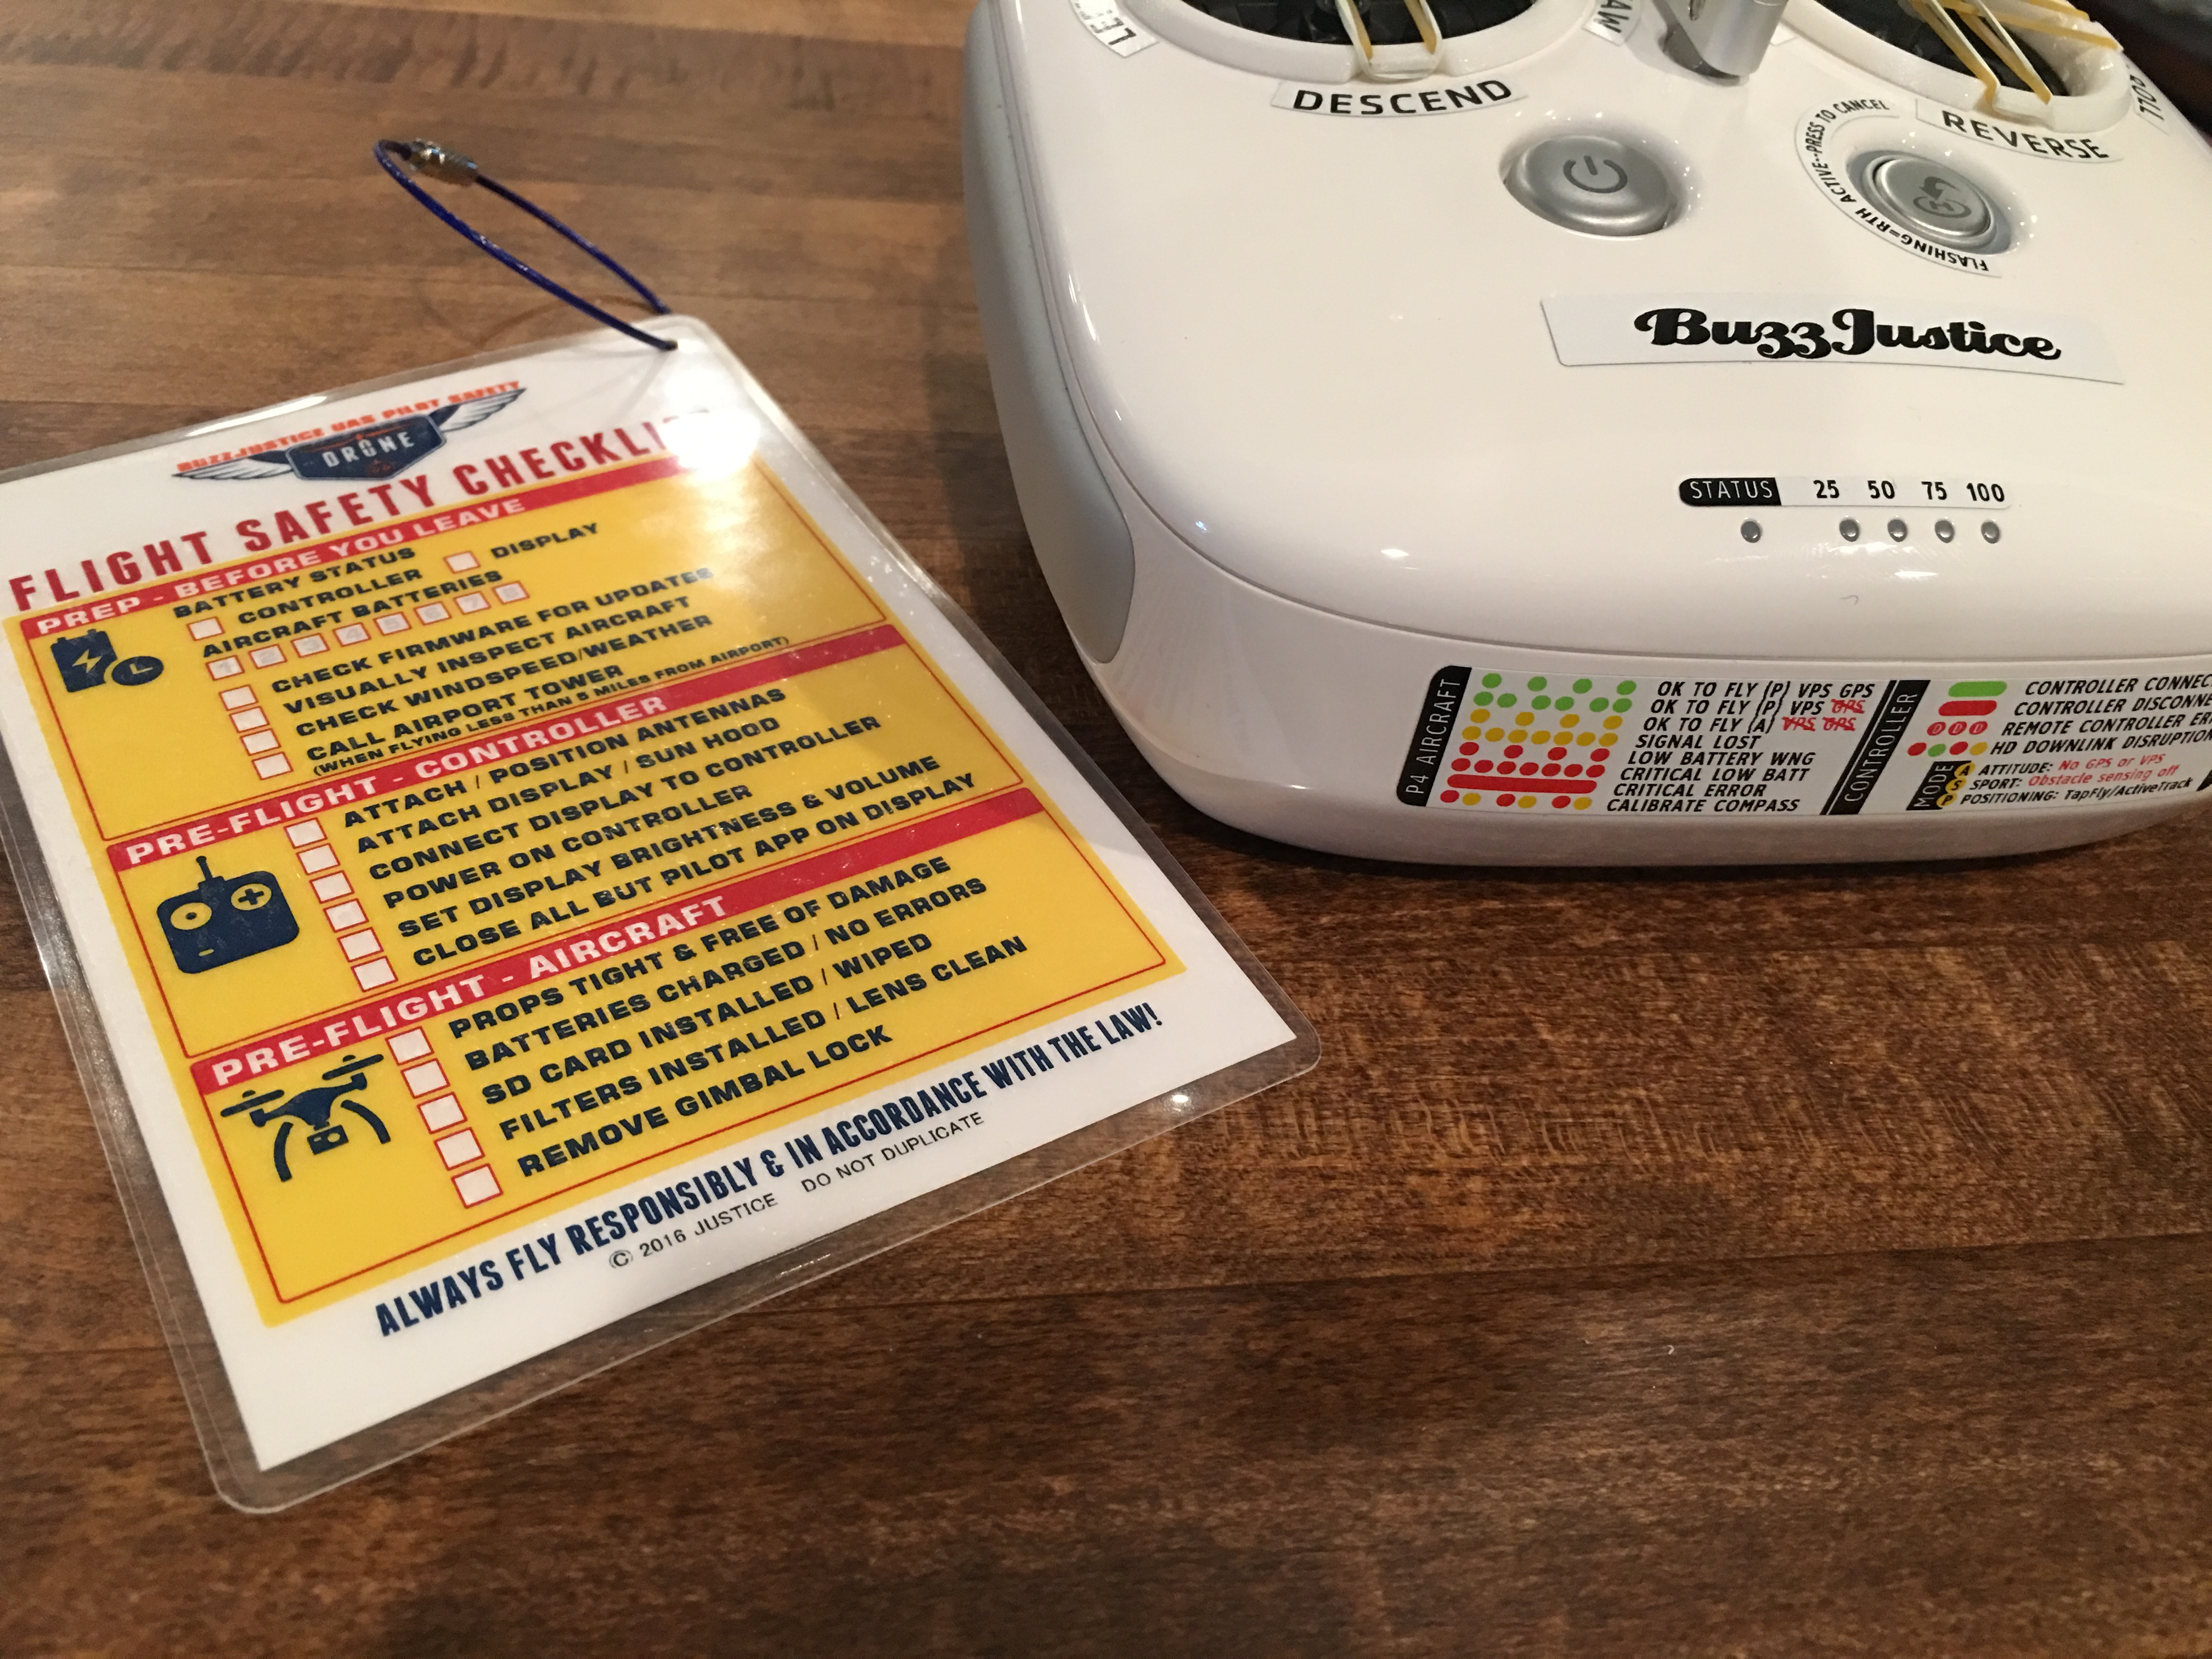 BUZZJUSTICE UAS PILOT SAFETY
DRONE
FLIGHT SAFETY
PREP - BEFORE YOU LEAVE
BATTERY STATUS
CONTROLLER DISPLAY
AIRCRAFT BATTERIES
1 2 3 4 5 6 7 8
CHECK FIRMWARE FOR UPDATES
VISUALLY INSPECT AIRCRAFT
CHECK WINDSPEED/WEATHER
CALL AIRPORT TOWER
(WHEN FLYING LESS THAN 5 MILES FROM AIRPORT)
PRE-FLIGHT - CONTROLLER
ATTACH / POSITION ANTENNAS
ATTACH DISPLAY / SUN HOOD
CONNECT DISPLAY TO CONTROLLER
POWER ON CONTROLLER
SET DISPLAY BRIGHTNESS & VOLUME
CLOSE ALL BUT PILOT APP ON DISPLAY
PRE-FLIGHT - AIRCRAFT
PROPS TIGHT & FREE OF DAMAGE
BATTERIES CHARGED / NO ERRORS
SD CARD INSTALLED / WIPED
FILTERS INSTALLED / LENS CLEAN
REMOVE GIMBAL LOCK
ALWAYS FLY RESPONSIBLY & IN ACCORDANCE WITH THE LAW!
© 2016 JUSTICE DO NOT DUPLICATE
DESCEND
REVERSE
FLASHING=RTH ACTIVE--PRESS TO CANCEL
BuzzJustice
STATUS 25 50 75 100
P4 AIRCRAFT
OK TO FLY {P} VPS GPS
OK TO FLY {P} VPS GPS
OK TO FLY {A} VPS GPS
SIGNAL LOST
LOW BATTERY WNG
CRITICAL LOW BATT
CRITICAL ERROR
CALIBRATE COMPASS
CONTROLLER
CONTROLLER
CONTROLLER
D D D REMOTE CONTROLLER
HD DOWNLINK DISRUPTION
MODE
A ATTITUDE: No GPS or VPS
S SPORT: Obstacle sensing off
P POSITIONING: TapFly/ActiveTrack